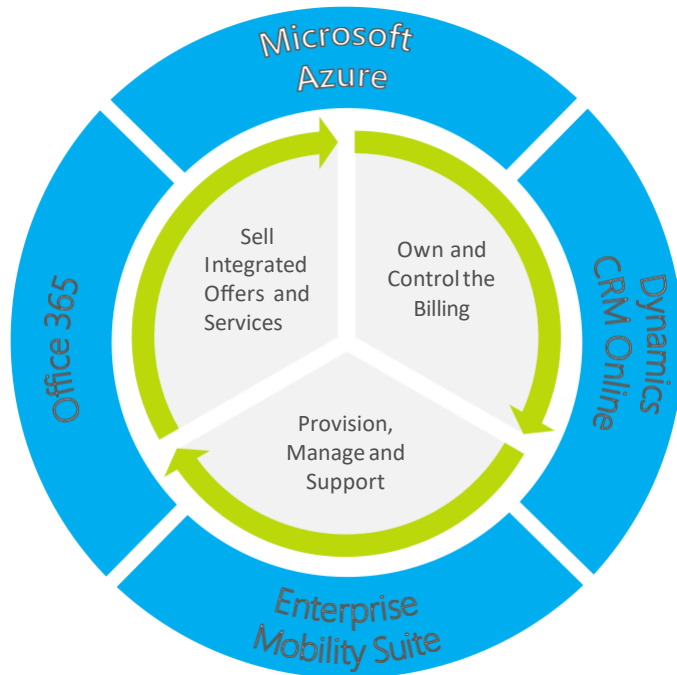 Microsoft
Azure
Sell
Integrated
Offers and
Services
Own and
Control the
Billing
Office 365
Dynamics
CRM Online
Provision,
Manage and
Support
Enterprise
Mobility Suite